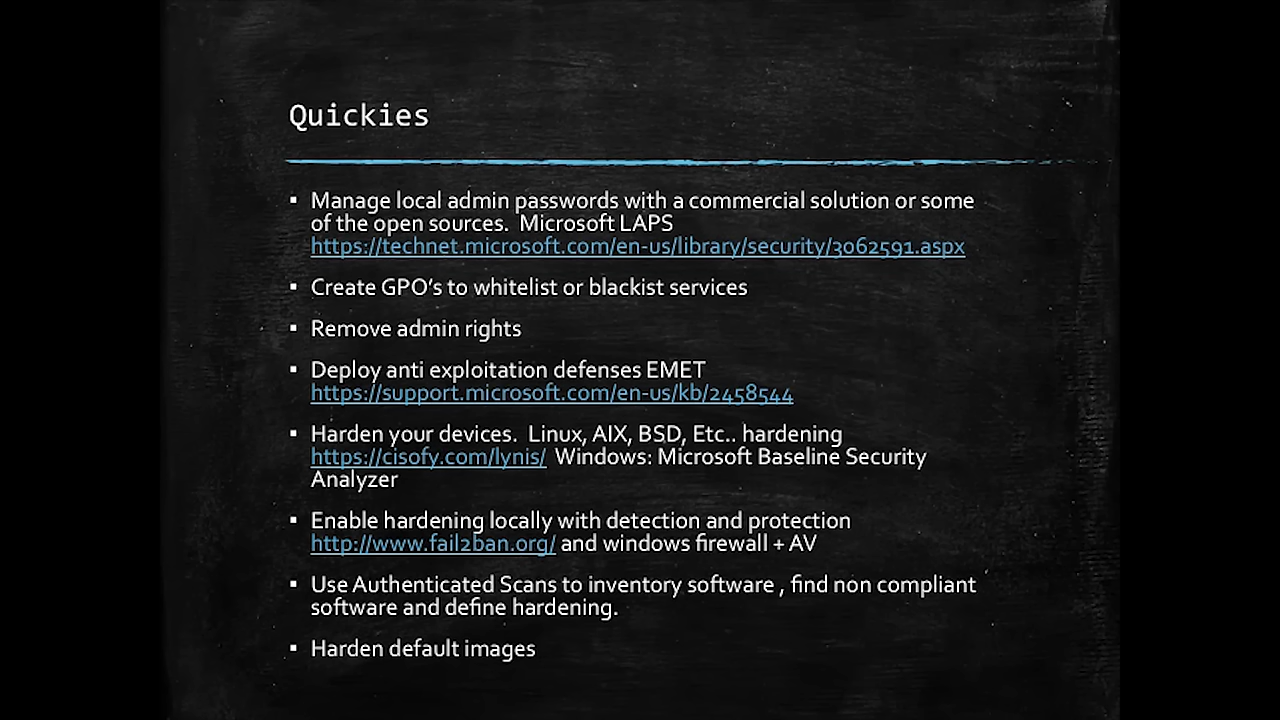 Quickies
▪ Manage local admin passwords with a commercial solution or some
of the open sources.  Microsoft LAPS
https://technet.microsoft.com/en-us/library/security/3062591.aspx
▪ Create GPO’s to whitelist or blackist services
▪ Remove admin rights
▪ Deploy anti exploitation defenses EMET
https://support.microsoft.com/en-us/kb/2458544
▪ Harden your devices.  Linux, AIX, BSD, Etc.. hardening
https://cisofy.com/lynis/ Windows: Microsoft Baseline Security
Analyzer
▪ Enable hardening locally with detection and protection
http://www.fail2ban.org/ and windows firewall + AV
▪ Use Authenticated Scans to inventory software , find non compliant
software and define hardening.
▪ Harden default images